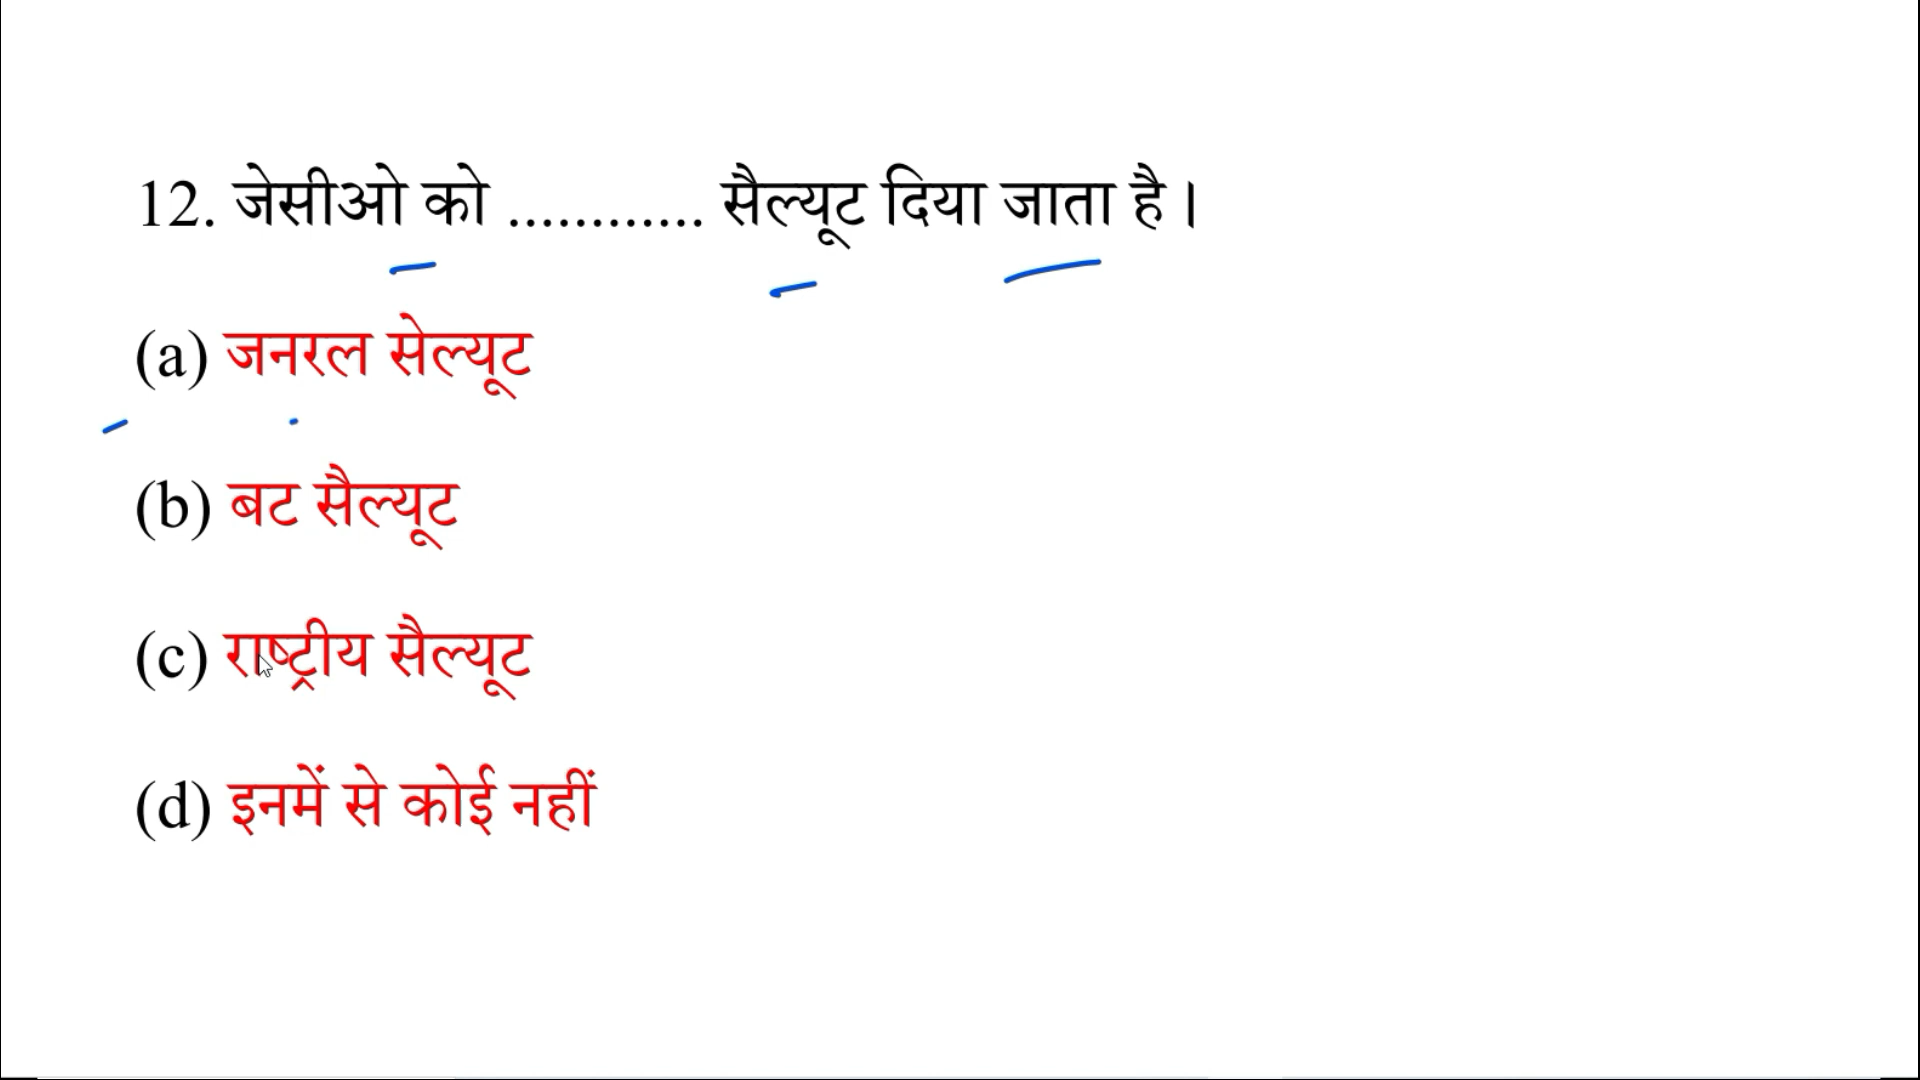 12. जेसीओ को ............ सैल्यूट दिया जाता है।
(a) जनरल सेल्यूट
(b) बट सैल्यूट
(c) राष्ट्रीय सैल्यूट
(d) इनमें से कोई नहीं